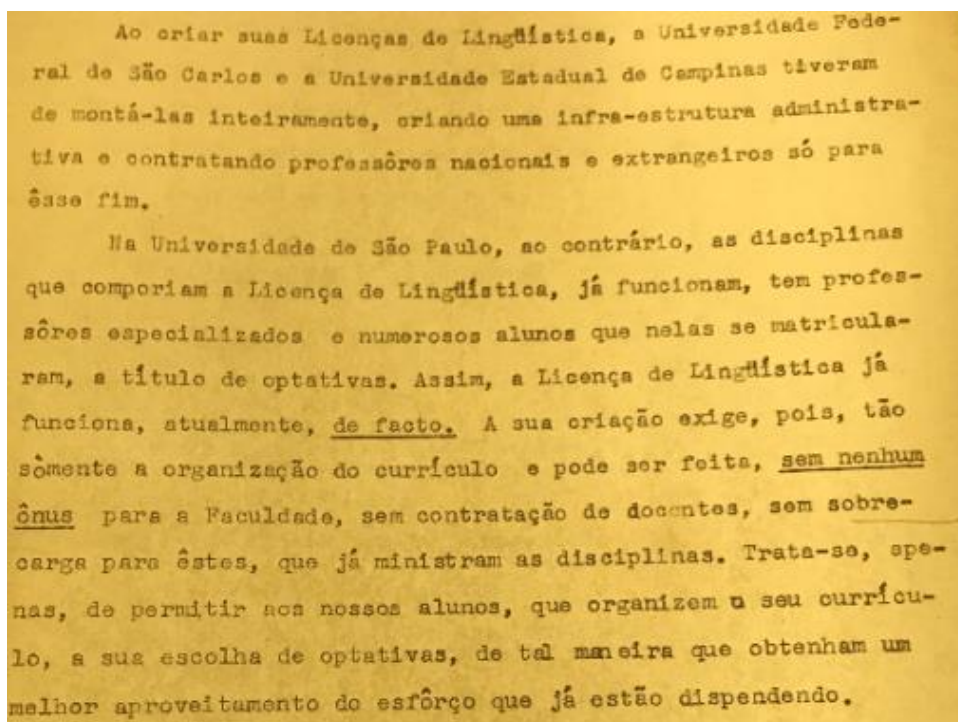 Ao criar suas Licenças de Lingüística, a Universidade Fede-
ral de São Carlos e a Universidade Estadual de Campinas tiveram
de montá-las inteiramente, criando uma infra-estrutura administra-
tiva e contratando professôres nacionais e extrangeiros só para
êsse fim.
Na Universidade de São Paulo, ao contrário, as disciplinas
que comporiam a Licença de Lingüística, já funcionam, tem profes-
sôres especializados e numerosos alunos que nelas se matricula-
ram, a título de optativas. Assim, a Licença de Lingüística já
funciona, atualmente, de facto. A sua criação exige, pois, tão
sòmente a organização do currículo e pode ser feita, sem nenhum
ônus para a Faculdade, sem contratação de docentes, sem sobre-
carga para êstes, que já ministram as disciplinas. Trata-se, ape-
nas, de permitir aos nossos alunos, que organizem o seu currícu-
lo, a sua escolha de optativas, de tal maneira que obtenham um
melhor aproveitamento do esfôrço que já estão dispendendo.